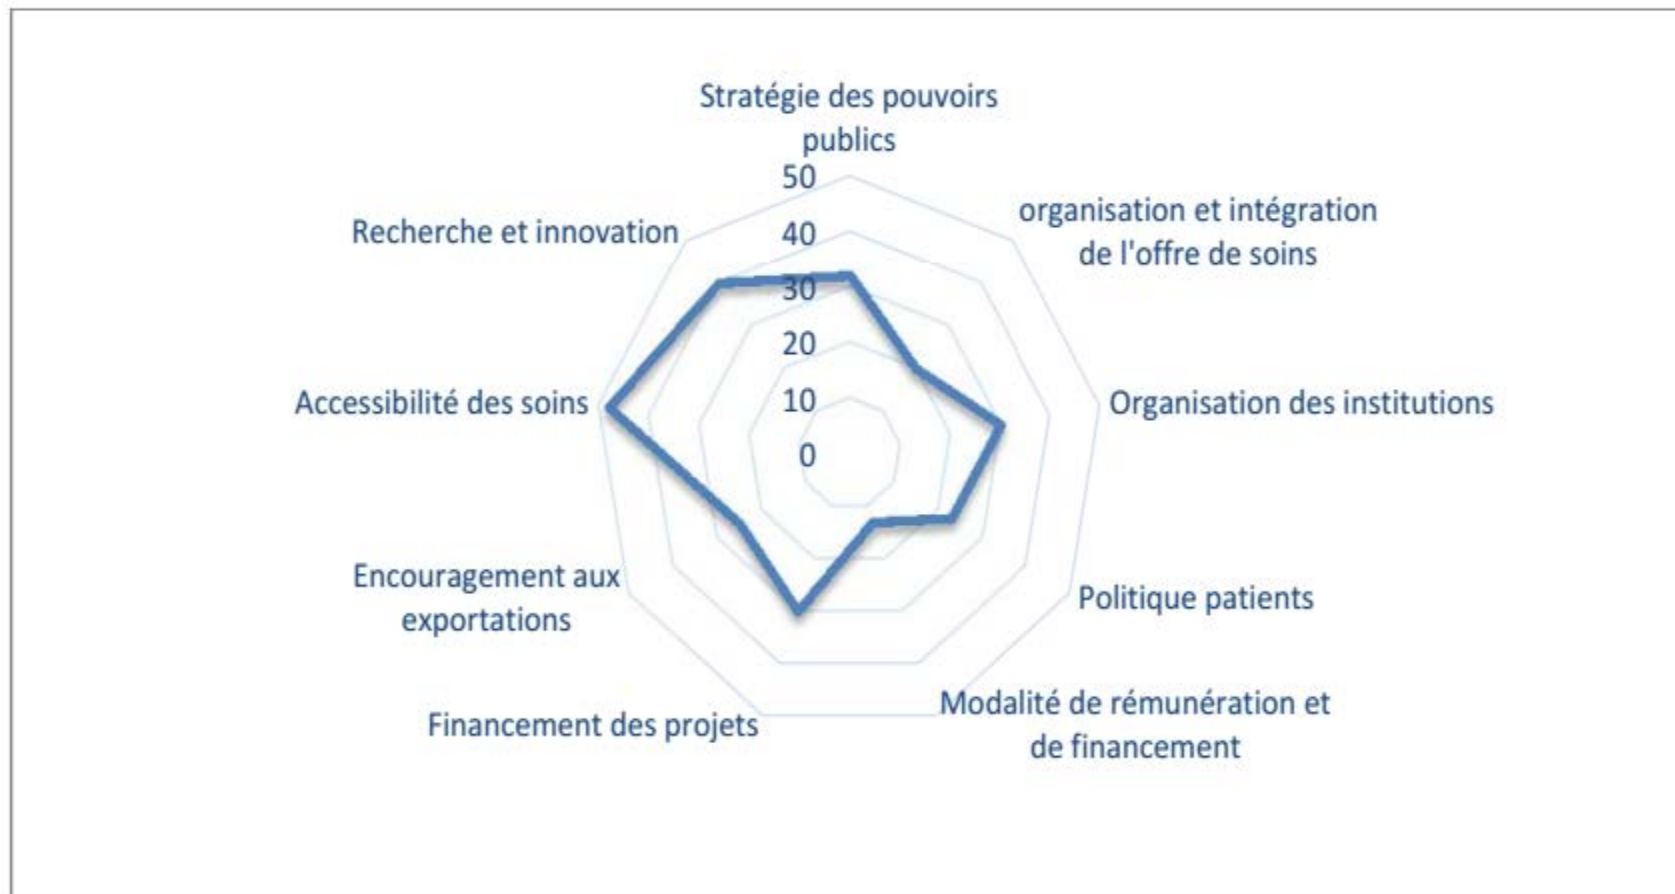 Stratégie des pouvoirs
publics
50
40
30
20
10
0
organisation et intégration
de l'offre de soins
Organisation des institutions
Politique patients
Modalité de rémunération et
de financement
Financement des projets
Encouragement aux
exportations
Accessibilité des soins
Recherche et innovation